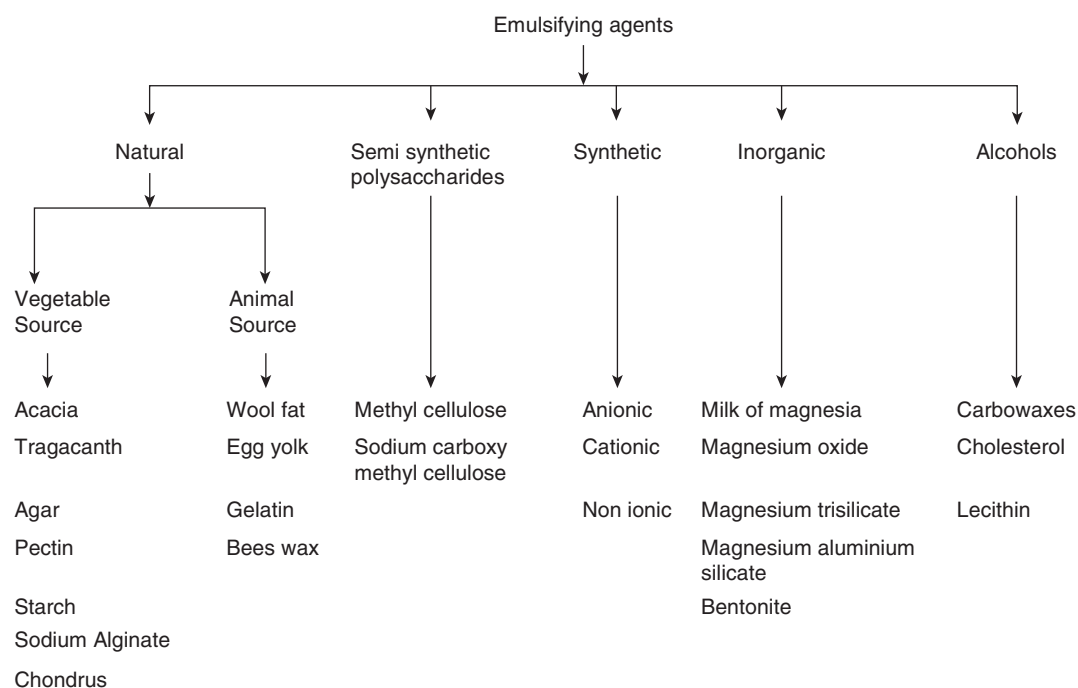 Emulsifying agents
Natural
Semi synthetic
polysaccharides
Synthetic
Inorganic
Alcohols
Vegetable
Source
Animal
Source
Acacia
Tragacanth
Agar
Pectin
Starch
Sodium Alginate
Chondrus
Wool fat
Egg yolk
Gelatin
Bees wax
Methyl cellulose
Sodium carboxy
methyl cellulose
Anionic
Cationic
Non ionic
Milk of magnesia
Magnesium oxide
Magnesium trisilicate
Magnesium aluminium
silicate
Bentonite
Carbowaxes
Cholesterol
Lecithin